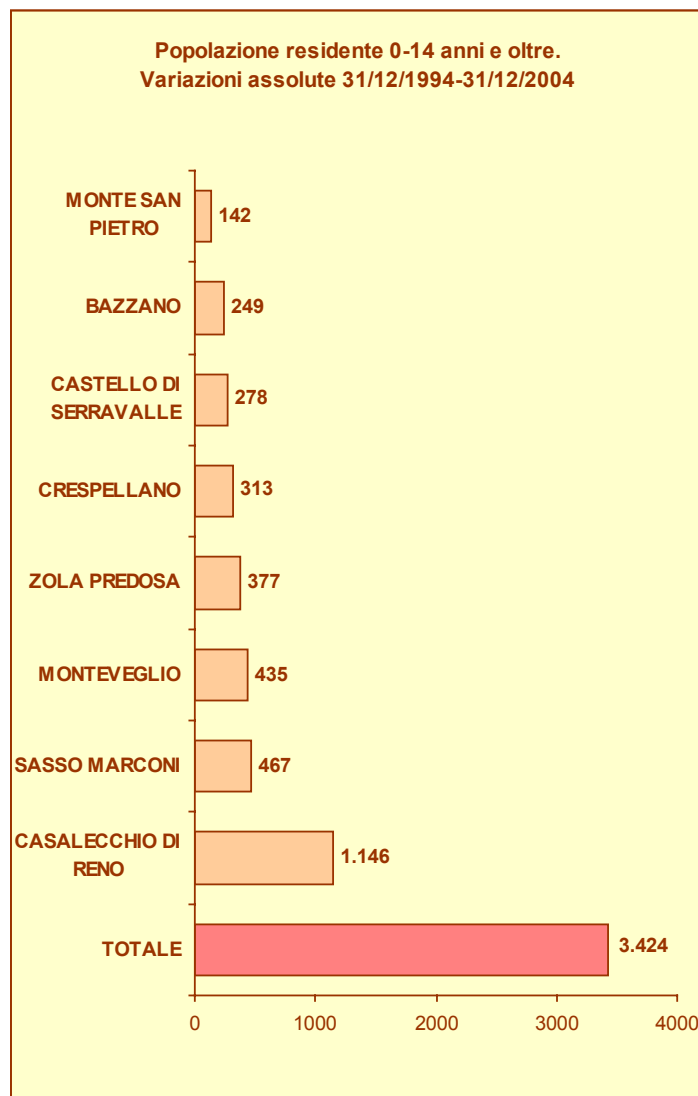 Popolazione residente 0-14 anni e oltre.
Variazioni assolute 31/12/1994-31/12/2004
MONTE SAN
PIETRO
142
BAZZANO
249
CASTELLO DI
SERRAVALLE
278
CRESPELLANO
313
ZOLA PREDOSA
377
MONTEVEGLIO
435
SASSO MARCONI
467
CASALECCHIO DI
RENO
1.146
TOTALE
3.424
0 1000 2000 3000 4000